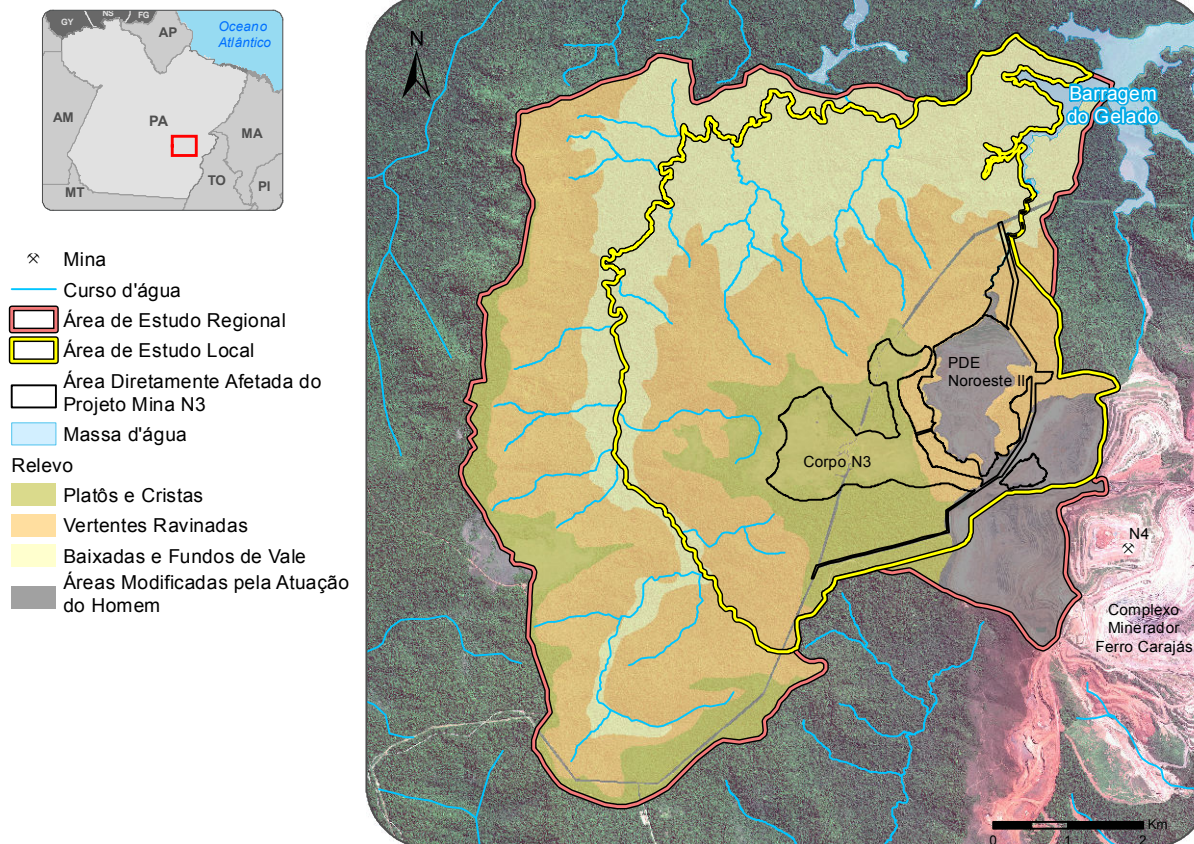 GY
NS
FG
AP
Oceano
Atlântico
AM
PA
MA
TO
PI
MT
Mina
Curso d'água
Área de Estudo Regional
Área de Estudo Local
Área Diretamente Afetada do
Projeto Mina N3
Massa d'água
Relevo
Platôs e Cristas
Vertentes Ravinadas
Baixadas e Fundos de Vale
Áreas Modificadas pela Atuação
do Homem
N
Barragem
do Gelado
PDE
Noroeste II
Corpo N3
N4
Complexo
Minerador
Ferro Carajás
Km
0 1 2